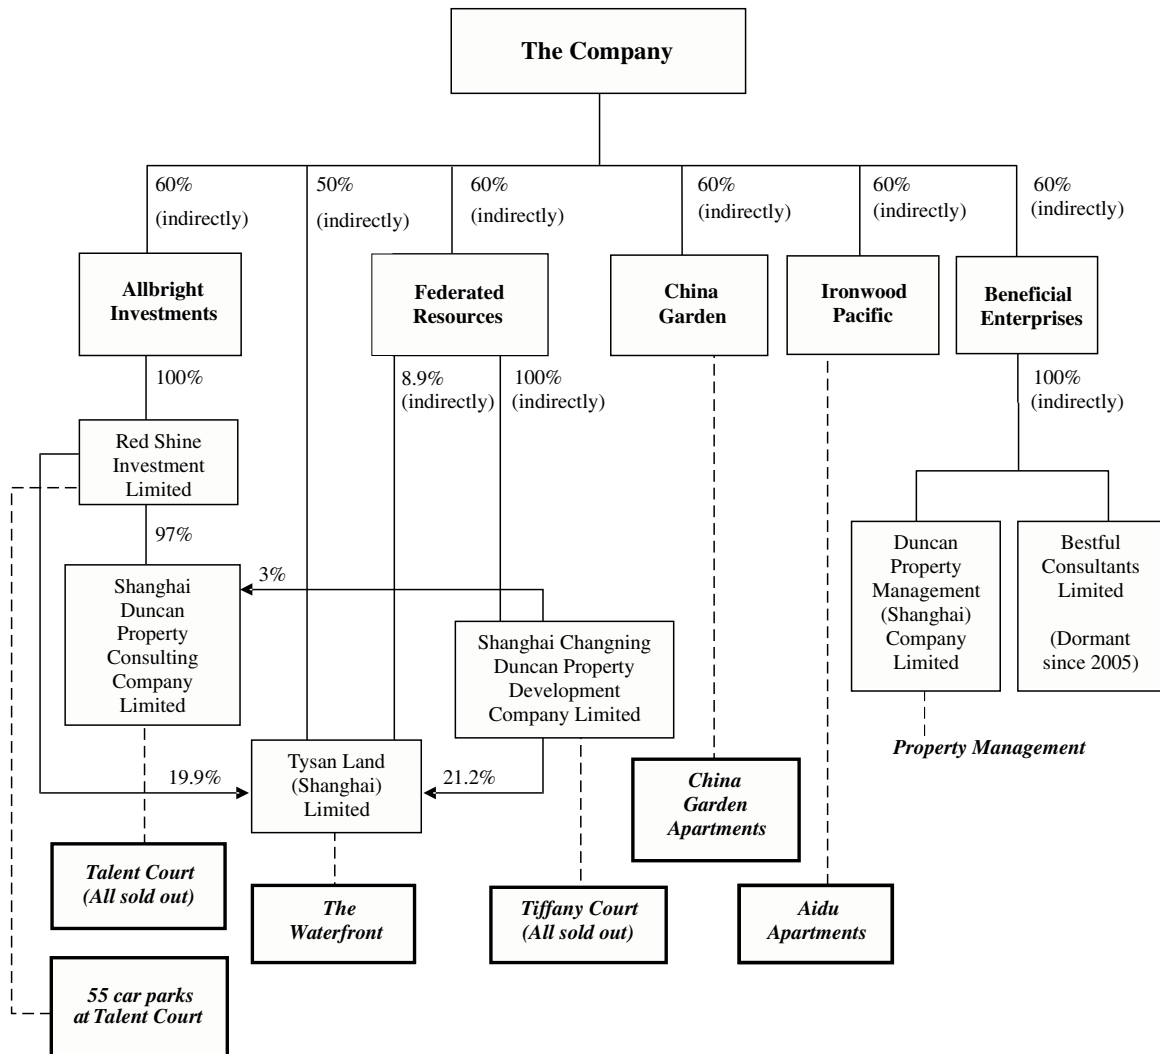 The Company
60%
(indirectly)
50%
(indirectly)
60%
(indirectly)
60%
(indirectly)
60%
(indirectly)
60%
(indirectly)
Allbright
Investments
Federated
Resources
China
Garden
Ironwood
Pacific
Beneficial
Enterprises
100%
8.9%
(indirectly)
100%
(indirectly)
100%
(indirectly)
Red Shine
Investment
Limited
97%
3%
Shanghai
Duncan
Property
Consulting
Company
Limited
Shanghai Changning
Duncan Property
Development
Company Limited
Duncan
Property
Management
(Shanghai)
Company
Limited
Bestful
Consultants
Limited
(Dormant
since 2005)
Property Management
19.9%
Tysan Land
(Shanghai)
Limited
21.2%
China
Garden
Apartments
Talent Court
(All sold out)
The
Waterfront
Tiffany Court
(All sold out)
Aidu
Apartments
55 car parks
at Talent Court